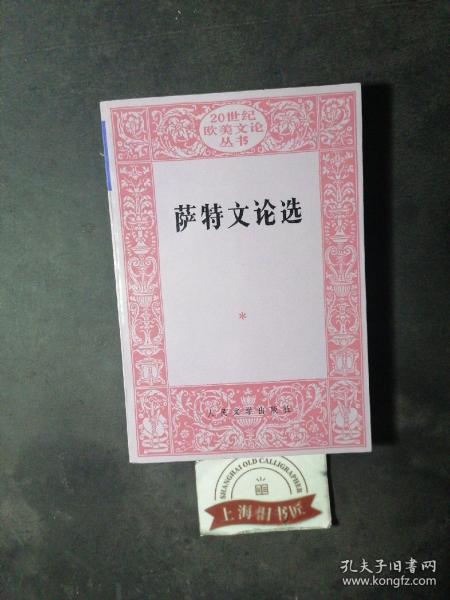 20世纪
欧美文论
丛书
萨特文论选
*
人民文学出版社
SHANGHAI OLD CALLIGRAPHER
上海旧书匠
孔夫子旧书网
www.kongfz.com